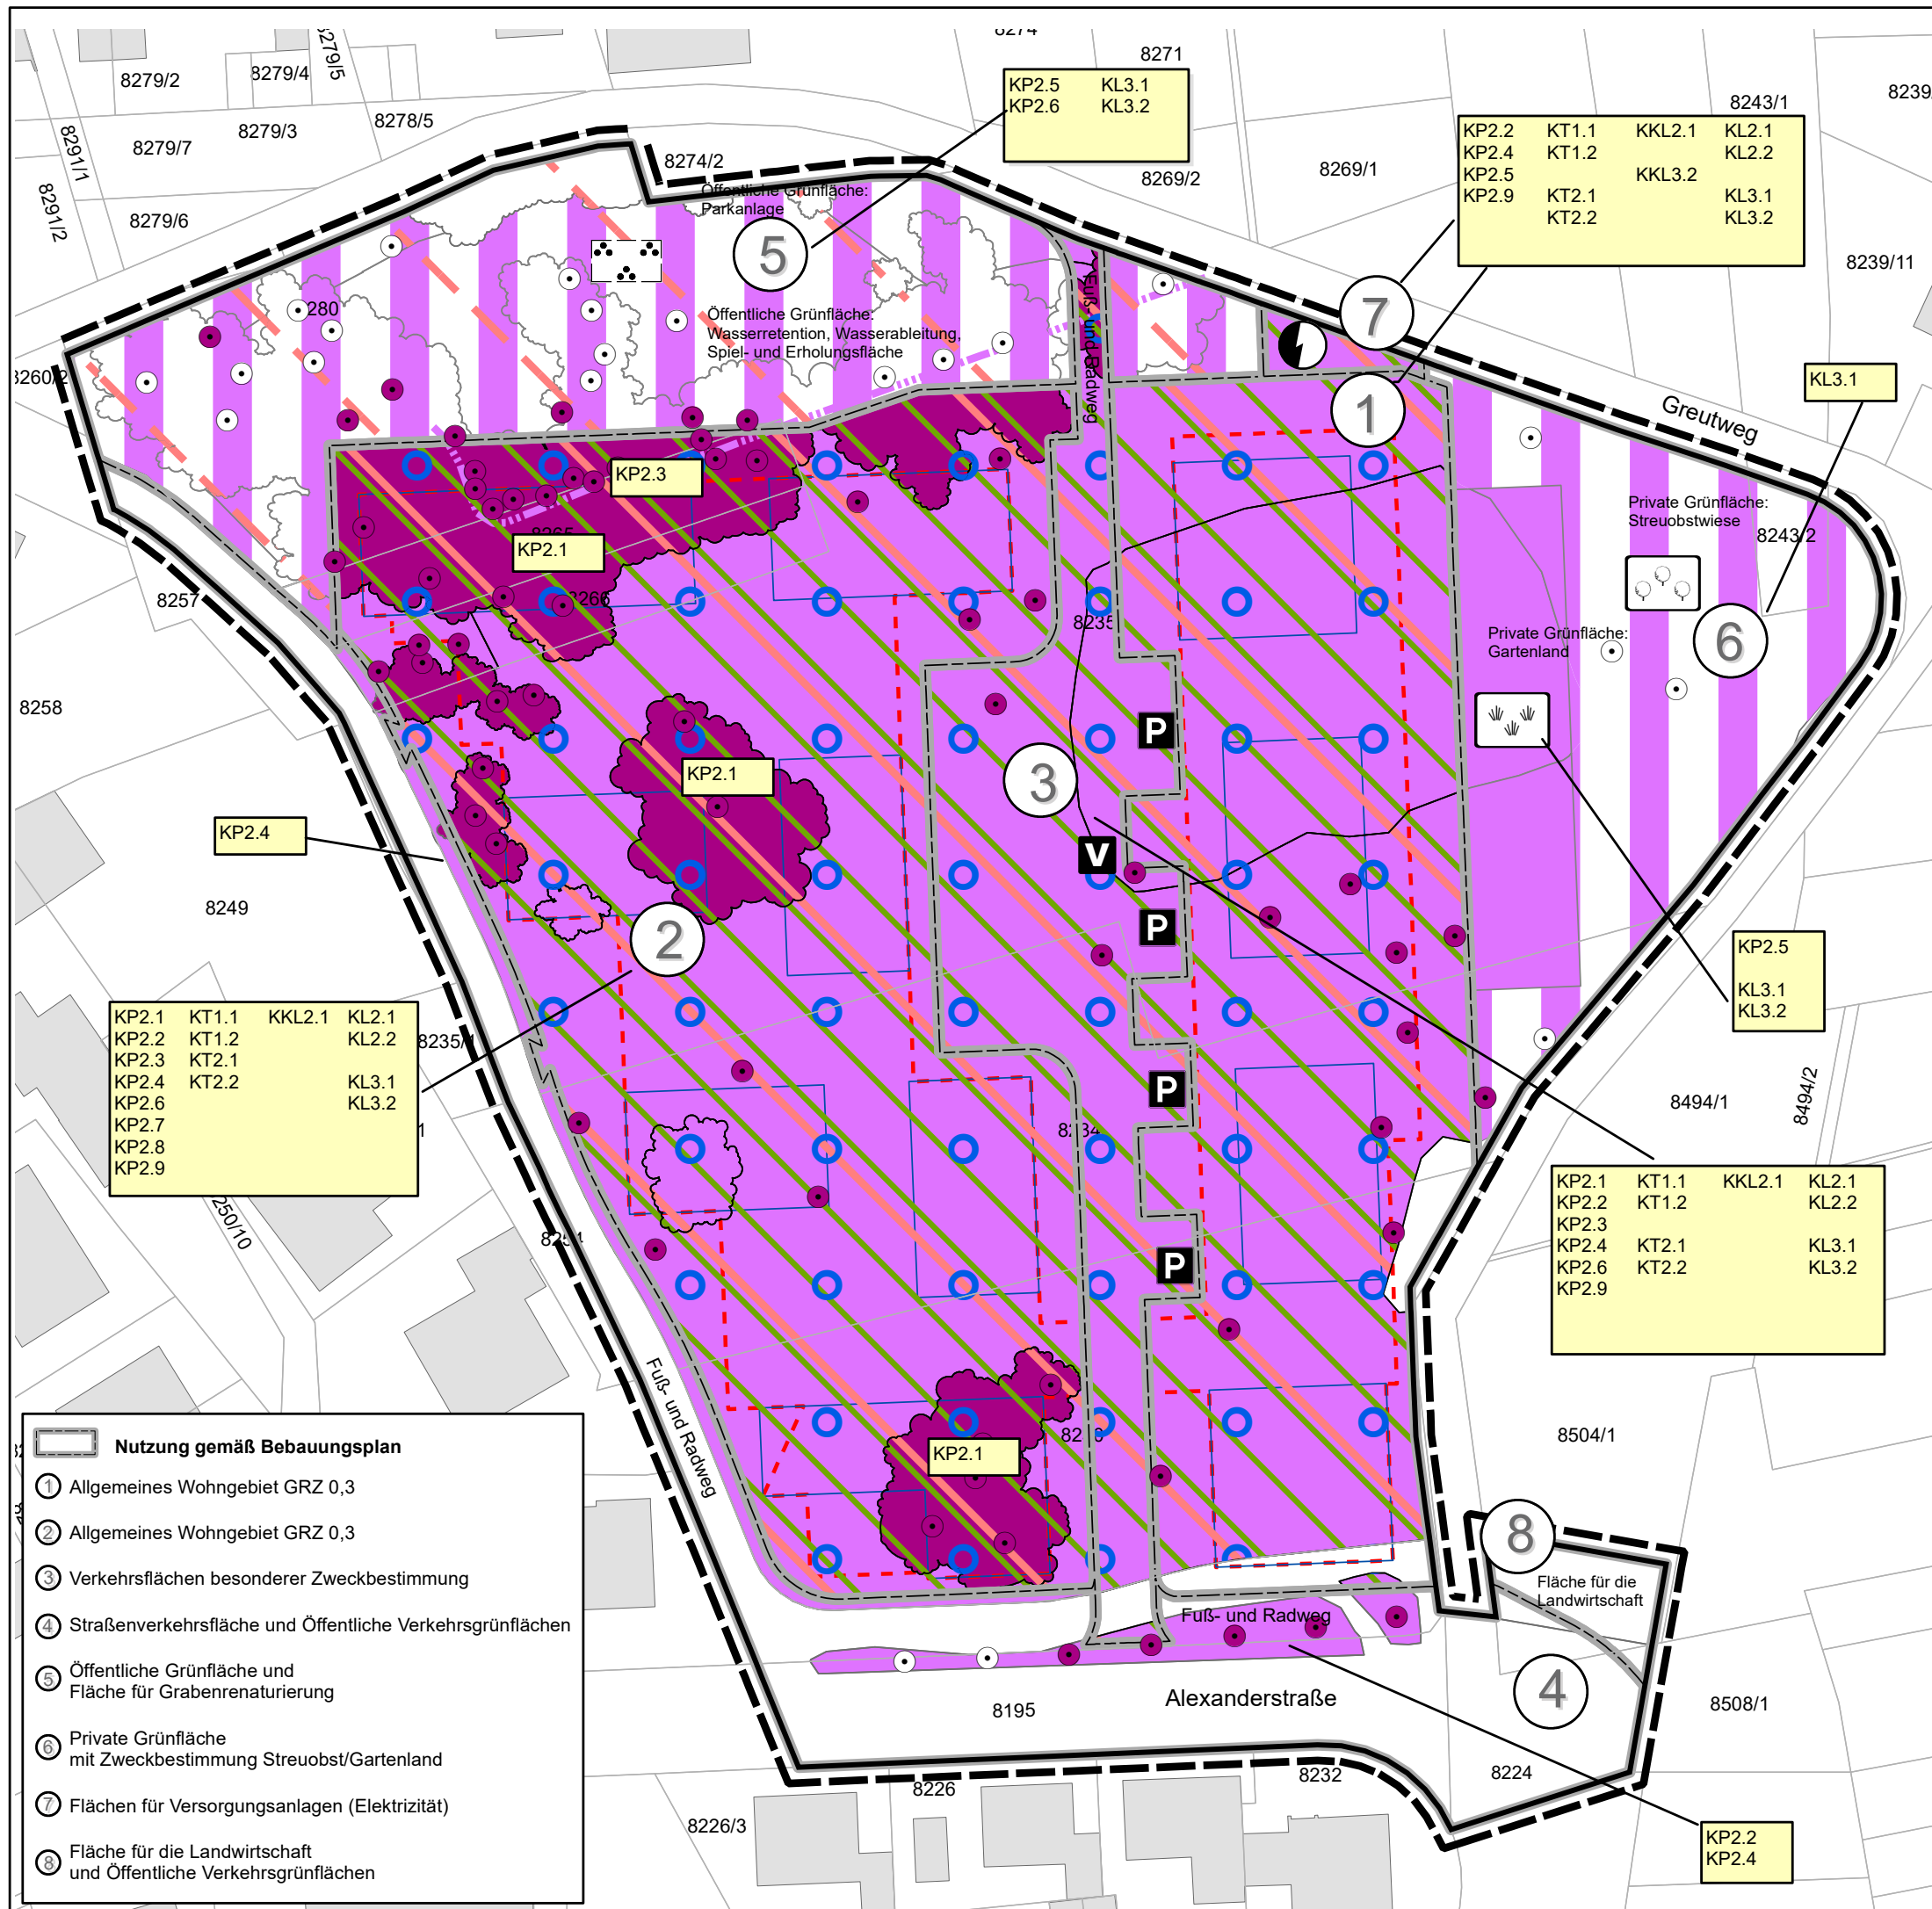 8274
8271
8279/2
8279/4
8279/5
8279/3
8278/5
8279/7
8291/1
8291/2
8279/6
8274/2
8269/2
8269/1
8243/1
8239/11
KP2.5 KL3.1
KP2.6 KL3.2
KP2.2 KT1.1 KKL2.1 KL2.1
KP2.4 KT1.2 KL2.2
KP2.5 KKL3.2
KP2.9 KT2.1 KL3.1
KT2.2 KL3.2
Öffentliche Grünfläche:
Parkanlage
5
Öffentliche Grünfläche:
Wasserretention, Wasserableitung,
Spiel- und Erholungsfläche
Fuß- und Radweg
7
1
KL3.1
Greutweg
280
8260/2
KP2.3
8265
KP2.1
8266
8257
8258
8235
Private Grünfläche:
Streuobstwiese
8243/2
Private Grünfläche:
Gartenland
6
P
3
KP2.1
V
KP2.4
8249
2
P
KP2.5
KL3.1
KL3.2
KP2.1 KT1.1 KKL2.1 KL2.1
KP2.2 KT1.2 KL2.2
KP2.3 KT2.1
KP2.4 KT2.2 KL3.1
KP2.6 KL3.2
KP2.7
KP2.8
KP2.9
8235/1
P
8494/1
8494/2
8234
250/10
8254
P
KP2.1 KT1.1 KKL2.1 KL2.1
KP2.2 KT1.2 KL2.2
KP2.3
KP2.4 KT2.1 KL3.1
KP2.6 KT2.2 KL3.2
KP2.9
Fuß- und Radweg
KP2.1
8504/1
8
Fläche für die
Landwirtschaft
Fuß- und Radweg
4
Alexanderstraße
8195
8508/1
8224
8232
8226
8226/3
KP2.2
KP2.4
Nutzung gemäß Bebauungsplan
1 Allgemeines Wohngebiet GRZ 0,3
2 Allgemeines Wohngebiet GRZ 0,3
3 Verkehrsflächen besonderer Zweckbestimmung
4 Straßenverkehrsfläche und Öffentliche Verkehrsgrünflächen
5 Öffentliche Grünfläche und
Fläche für Grabenrenaturierung
6 Private Grünfläche
mit Zweckbestimmung Streuobst/Gartenland
7 Flächen für Versorgungsanlagen (Elektrizität)
8 Fläche für die Landwirtschaft
und Öffentliche Verkehrsgrünflächen